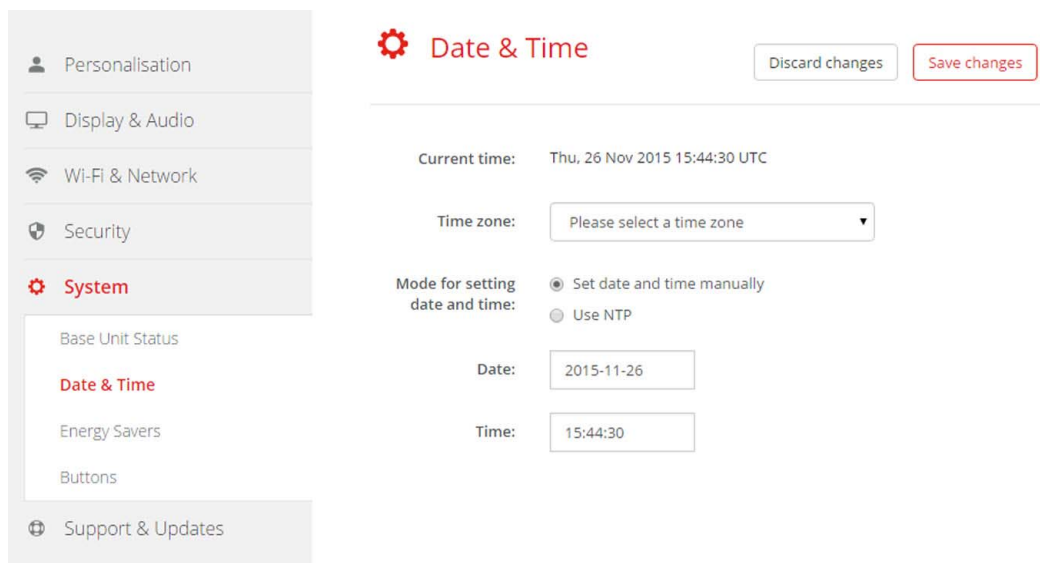 Personalisation
Display & Audio
Wi-Fi & Network
Security
System
Base Unit Status
Date & Time
Energy Savers
Buttons
Support & Updates
Date & Time
Discard changes
Save changes
Current time: Thu, 26 Nov 2015 15:44:30 UTC
Time zone: Please select a time zone
Mode for setting
date and time:
Set date and time manually
Use NTP
Date: 2015-11-26
Time: 15:44:30